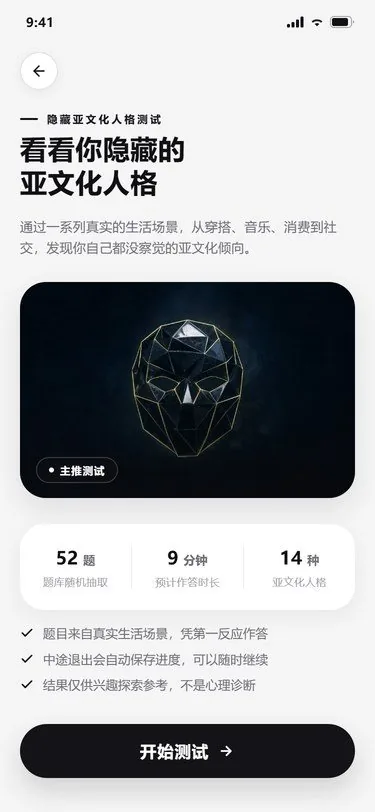 9:41
隐藏亚文化人格测试
看看你隐藏的
亚文化人格
通过一系列真实的生活场景，从穿搭、音乐、消费到社
交，发现你自己都没察觉的亚文化倾向。
主推测试
52 题 9 分钟 14 种
题库随机抽取 预计作答时长 亚文化人格
题目来自真实生活场景，凭第一反应作答
中途退出会自动保存进度，可以随时继续
结果仅供兴趣探索参考，不是心理诊断
开始测试 →